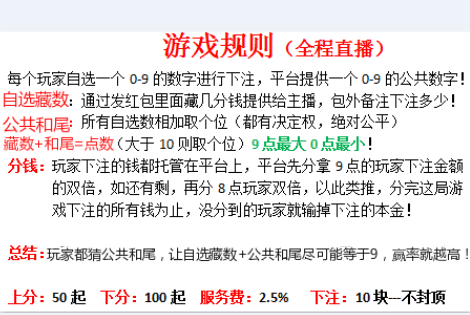 游戏规则（全程直播）
每个玩家自选一个 0-9 的数字进行下注，平台提供一个 0-9 的公共数字！
自选藏数：通过发红包里面藏几分钱提供给主播，包外备注下注多少！
公共和尾：所有自选数相加取个位（都有决定权，绝对公平）
藏数+和尾=点数（大于 10 则取个位）9 点最大 0 点最小！
分钱：玩家下注的钱都托管在平台上，平台先分拿 9 点的玩家下注金额
的双倍，如还有剩，再分 8 点玩家双倍，以此类推，分完这局游
戏下注的所有钱为止，没分到的玩家就输掉下注的本金！
总结：玩家都猜公共和尾，让自选藏数+公共和尾尽可能等于9，赢率就越高！
上分：50 起 下分：100 起 服务费：2.5% 下注：10 块---不封顶